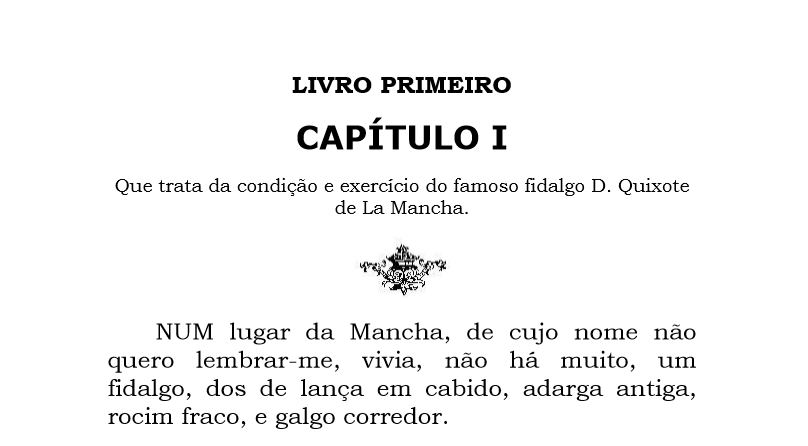 LIVRO PRIMEIRO
CAPÍTULO I
Que trata da condição e exercício do famoso fidalgo D. Quixote
de La Mancha.
NUM lugar da Mancha, de cujo nome não
quero lembrar-me, vivia, não há muito, um
fidalgo, dos de lança em cabido, adarga antiga,
rocim fraco, e galgo corredor.